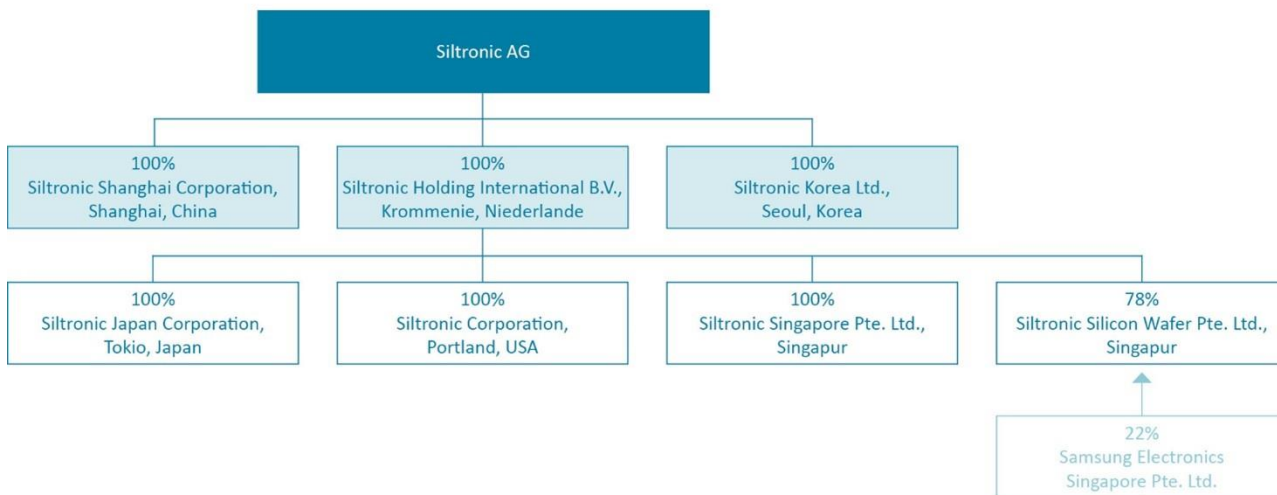 Siltronic AG
100%
Siltronic Shanghai Corporation,
Shanghai, China
100%
Siltronic Holding International B.V.,
Krommenie, Niederlande
100%
Siltronic Korea Ltd.,
Seoul, Korea
100%
Siltronic Japan Corporation,
Tokio, Japan
100%
Siltronic Corporation,
Portland, USA
100%
Siltronic Singapore Pte. Ltd.,
Singapur
78%
Siltronic Silicon Wafer Pte. Ltd.,
Singapur
22%
Samsung Electronics
Singapore Pte. Ltd.